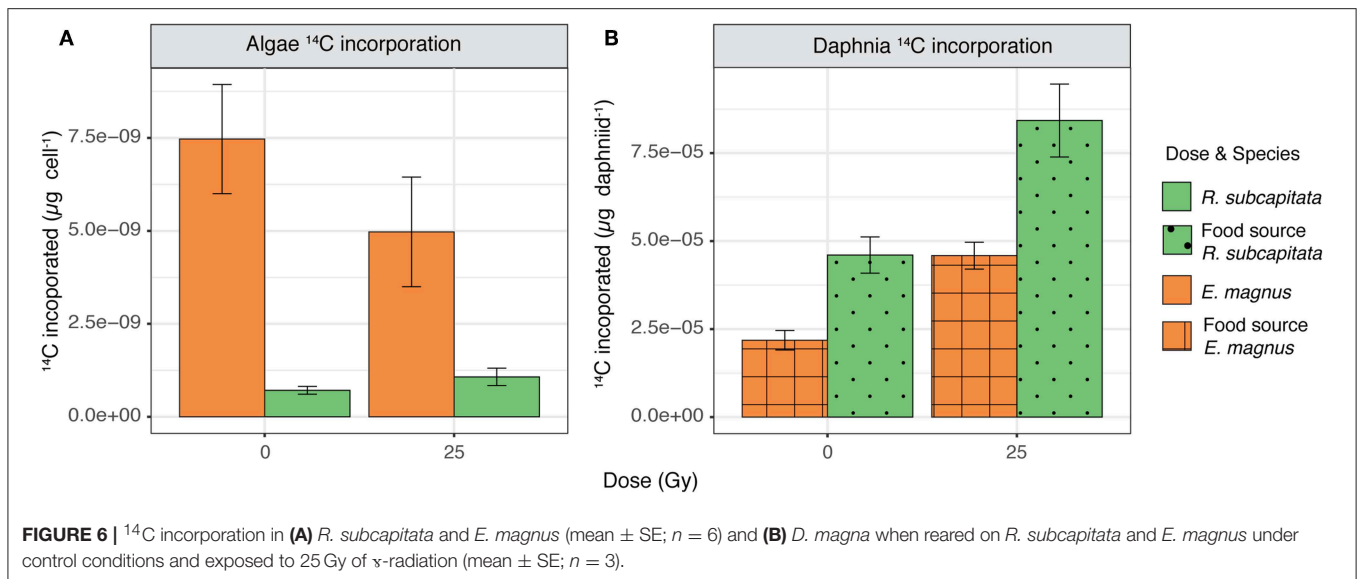 A
Algae ¹⁴C incorporation
¹⁴C incoporated (µg cell⁻¹)
7.5e−09
5.0e−09
2.5e−09
0.0e+00
0
25
B
Daphnia ¹⁴C incorporation
¹⁴C incoporated (µg daphniid⁻¹)
7.5e−05
5.0e−05
2.5e−05
0.0e+00
0
25
Dose (Gy)
Dose & Species
R. subcapitata
Food source
R. subcapitata
E. magnus
Food source
E. magnus
FIGURE 6 | ¹⁴C incorporation in (A) R. subcapitata and E. magnus (mean ± SE; n = 6) and (B) D. magna when reared on R. subcapitata and E. magnus under
control conditions and exposed to 25 Gy of ɤ-radiation (mean ± SE; n = 3).